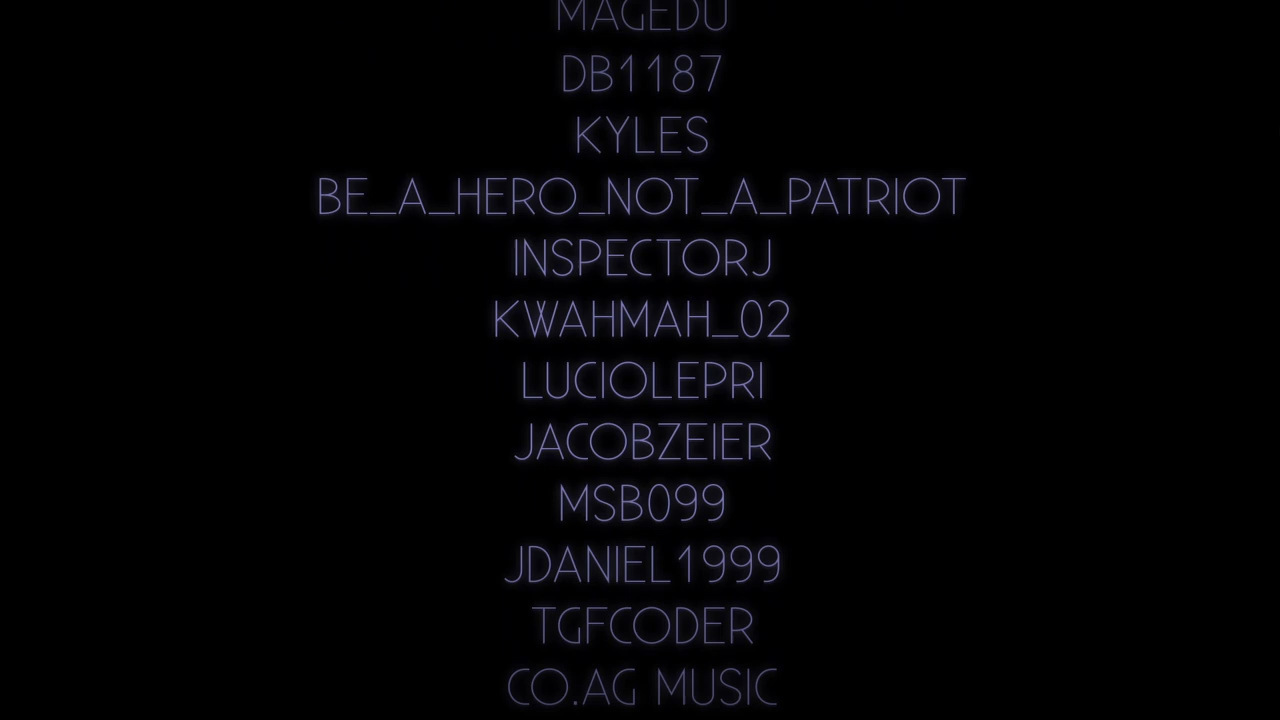 MAGEDU
DB1187
KYLES
BE_A_HERO_NOT_A_PATRIOT
INSPECTORJ
KWAHMAH_02
LUCIOLEPRI
JACOBZEIER
MSB099
JDANIEL1999
TGFCODER
CO.AG MUSIC